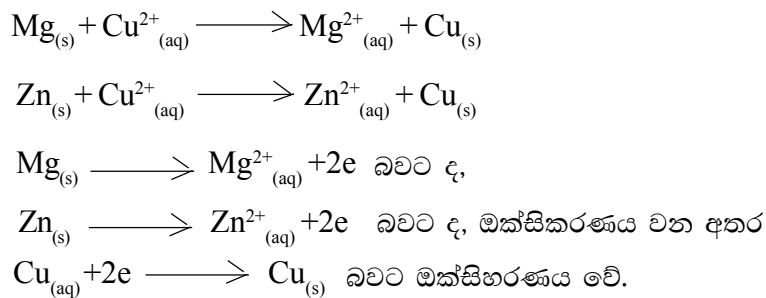 Mg(s) + Cu²⁺(aq) ⟶ Mg²⁺(aq) + Cu(s)
Zn(s) + Cu²⁺(aq) ⟶ Zn²⁺(aq) + Cu(s)
Mg(s) ⟶ Mg²⁺(aq) +2e බවට ද,
Zn(s) ⟶ Zn²⁺(aq) +2e බවට ද, ඔක්සිකරණය වන අතර
Cu(aq) +2e ⟶ Cu(s) බවට ඔක්සිහරණය වේ.